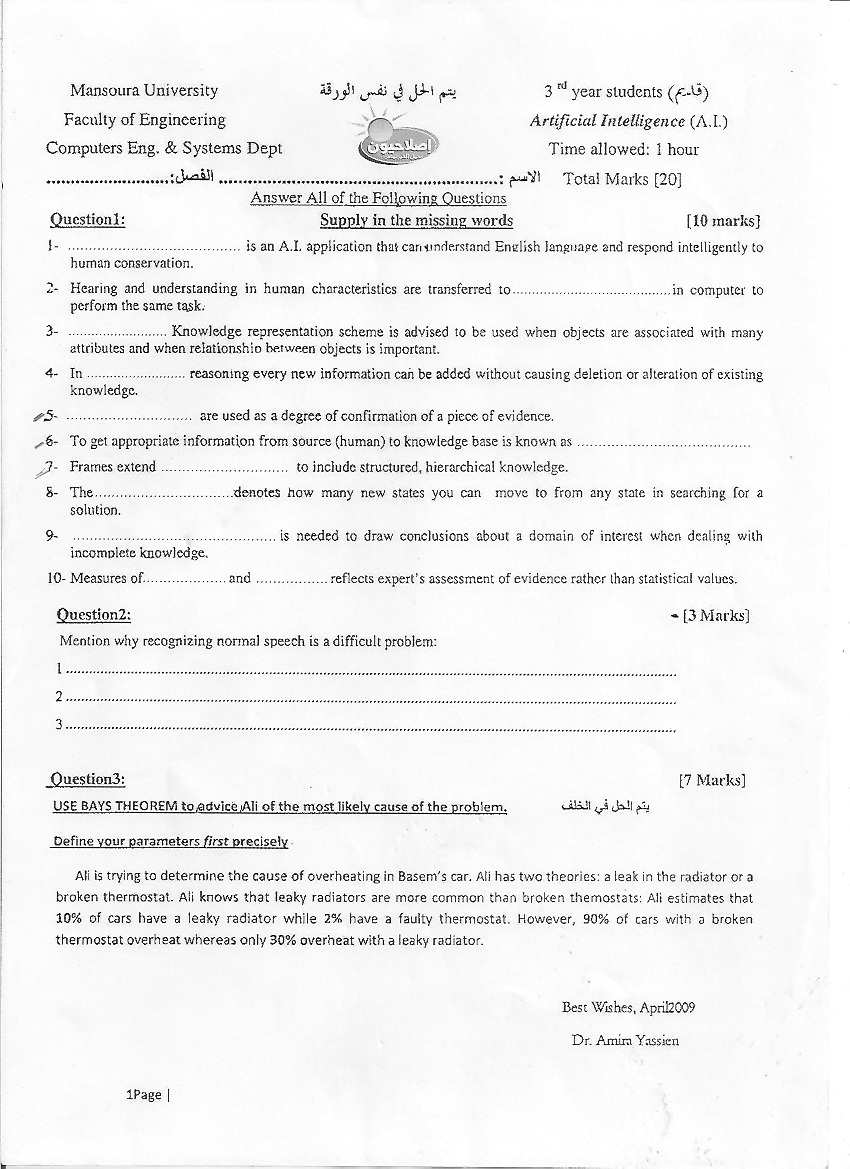 Mansoura University يتم الحل في نفس الورقة 3 rd year students (قديم)
Faculty of Engineering Artificial Intelligence (A.I.)
اصلاحيون
Computers Eng. & Systems Dept Time allowed: 1 hour
الاسم :............................................................ الفصل:........................... Total Marks [20]
Answer All of the Following Questions
Question1: Supply in the missing words [10 marks]
1- ......................................... is an A.I. application that can understand English language and respond intelligently to
human conservation.
2- Hearing and understanding in human characteristics are transferred to.........................................in computer to
perform the same task.
3- ......................... Knowledge representation scheme is advised to be used when objects are associated with many
attributes and when relationship between objects is important.
4- In ......................... reasoning every new information can be added without causing deletion or alteration of existing
knowledge.
5- .............................. are used as a degree of confirmation of a piece of evidence.
6- To get appropriate information from source (human) to knowledge base is known as .........................................
7- Frames extend .............................. to include structured, hierarchical knowledge.
8- The.................................denotes how many new states you can move to from any state in searching for a
solution.
9- ................................................ is needed to draw conclusions about a domain of interest when dealing with
incomplete knowledge.
10- Measures of.................... and ................. reflects expert's assessment of evidence rather than statistical values.
Question2: - [3 Marks]
Mention why recognizing normal speech is a difficult problem:
1 ....................................................................................................
2 ....................................................................................................
3 ....................................................................................................
Question3: [7 Marks]
USE BAYS THEOREM to advice Ali of the most likely cause of the problem. يتم الحل في الخلف
Define your parameters first precisely
Ali is trying to determine the cause of overheating in Basem's car. Ali has two theories: a leak in the radiator or a
broken thermostat. Ali knows that leaky radiators are more common than broken themostats: Ali estimates that
10% of cars have a leaky radiator while 2% have a faulty thermostat. However, 90% of cars with a broken
thermostat overheat whereas only 30% overheat with a leaky radiator.
Best Wishes, April2009
Dr. Amira Yassien
1Page |